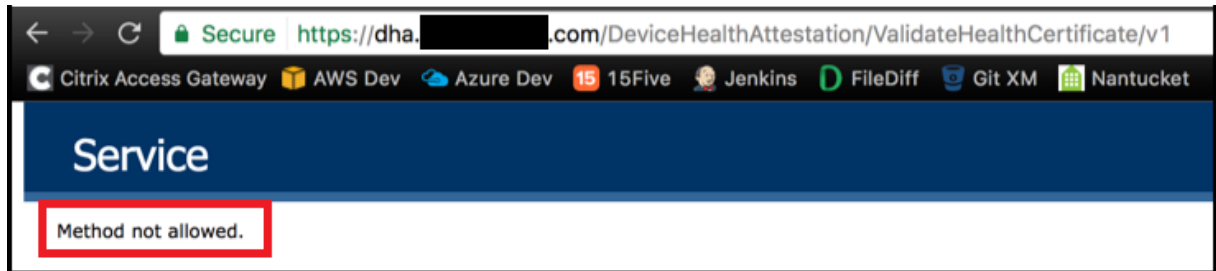 Secure https://dha. .com/DeviceHealthAttestation/ValidateHealthCertificate/v1
C Citrix Access Gateway AWS Dev Azure Dev 15 15Five Jenkins D FileDiff Git XM Nantucket
Service
Method not allowed.